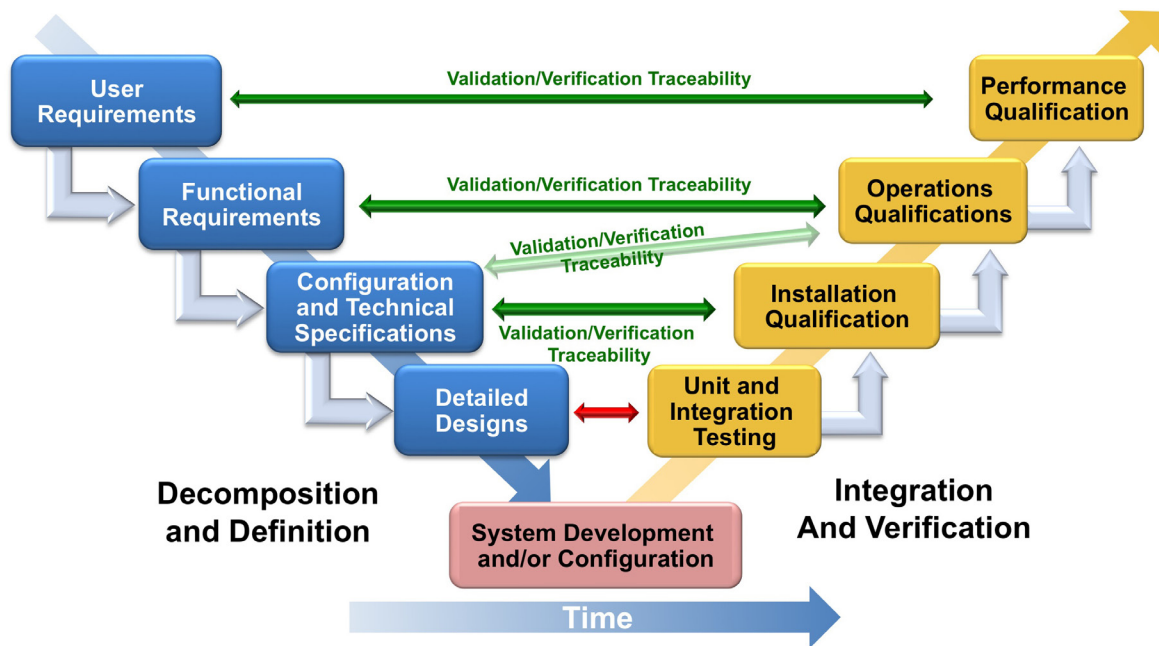 Validation/Verification Traceability
User
Requirements
Performance
Qualification
Validation/Verification Traceability
Functional
Requirements
Operations
Qualifications
Validation/Verification
Traceability
Configuration
and Technical
Specifications
Installation
Qualification
Validation/Verification
Traceability
Detailed
Designs
Unit and
Integration
Testing
Decomposition
and Definition
Integration
And Verification
System Development
and/or Configuration
Time